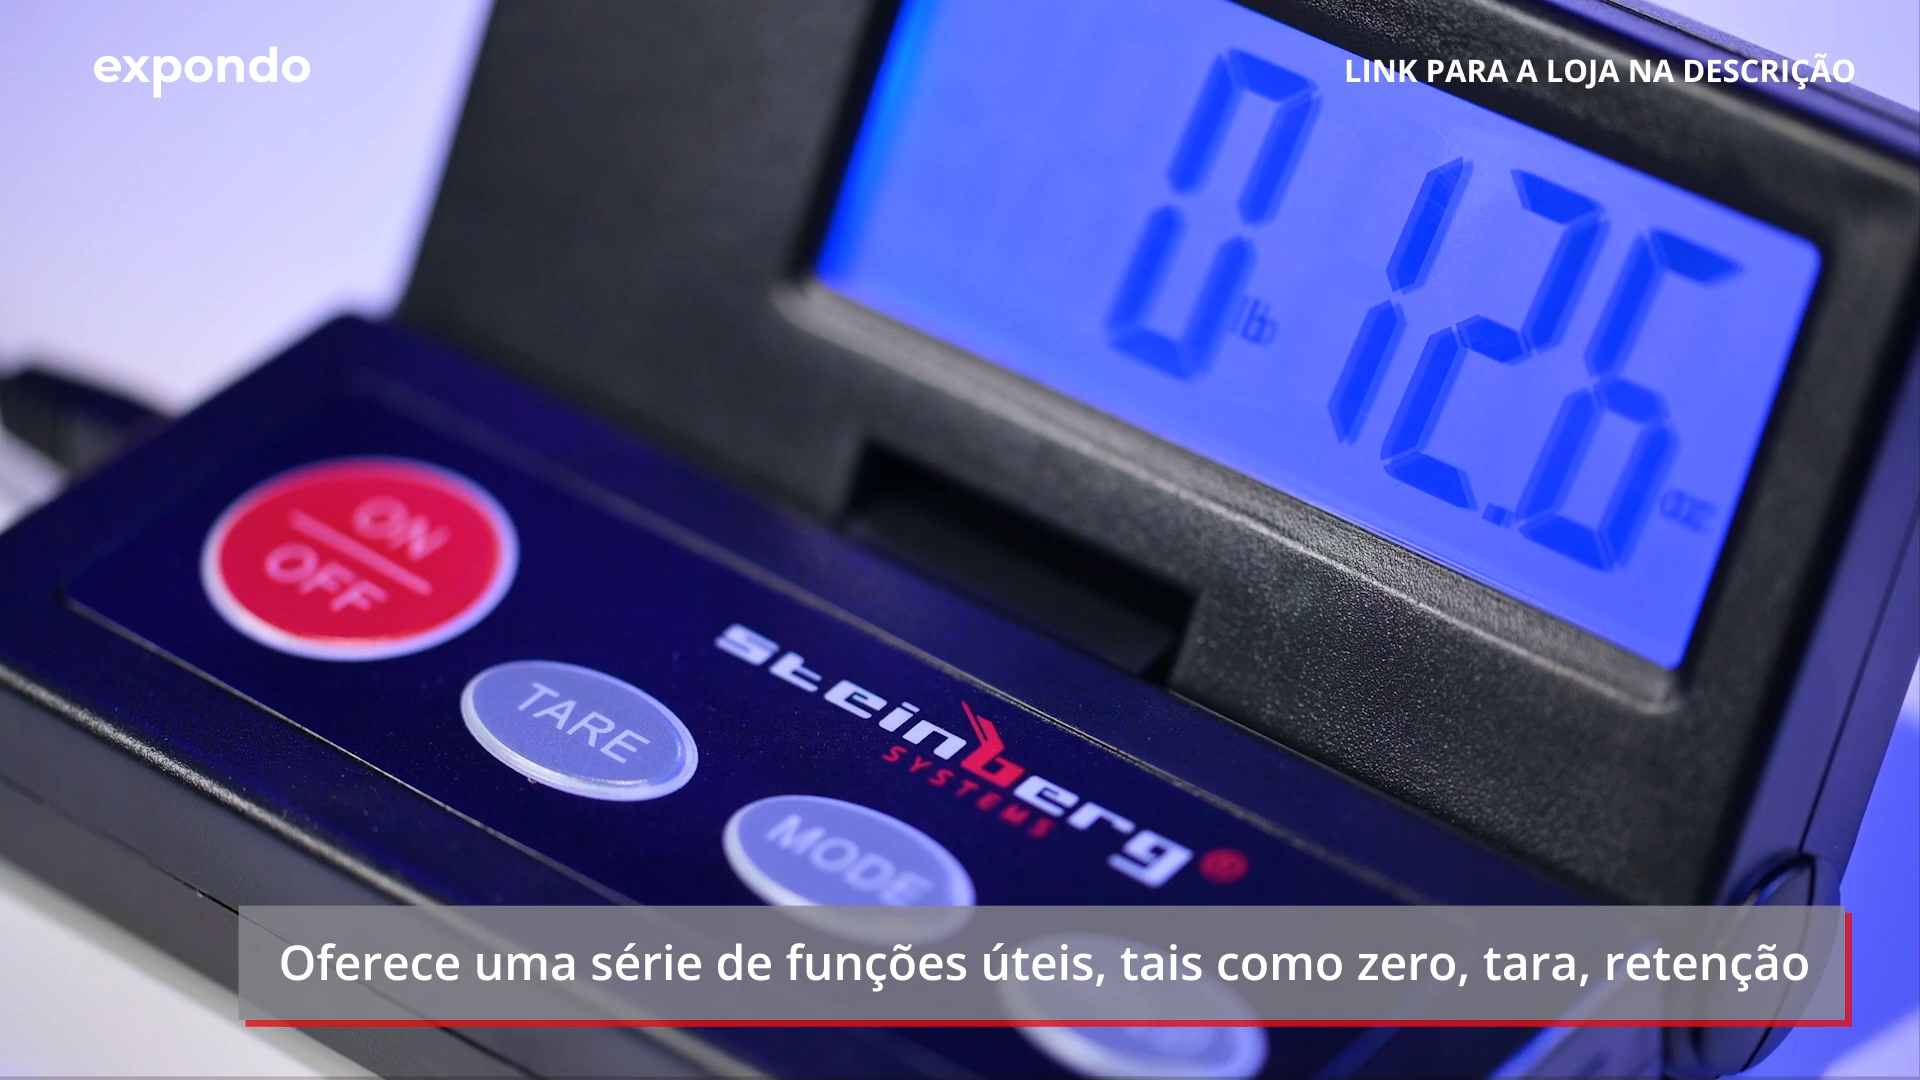 expondo
LINK PARA A LOJA NA DESCRIÇÃO
0 lb 12.6 oz
ON
OFF
TARE
steinberg®
SYSTEMS
MODE
Oferece uma série de funções úteis, tais como zero, tara, retenção